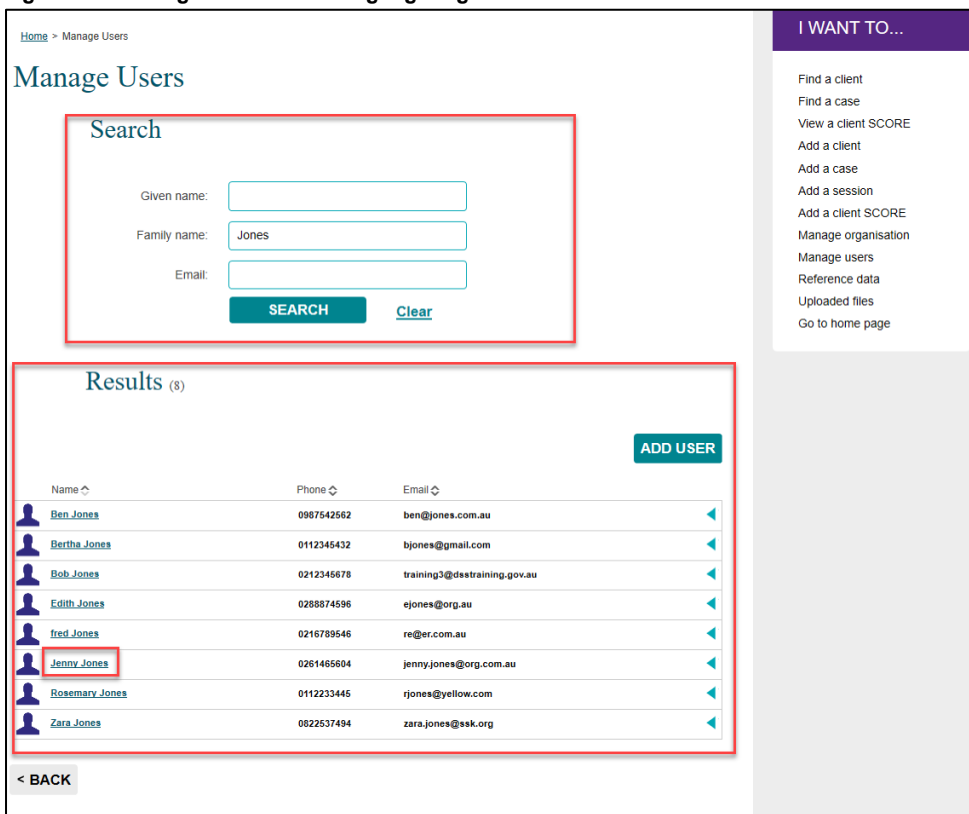 Home > Manage Users
Manage Users
Search
Given name:
Family name: Jones
Email:
SEARCH Clear
Results (8)
ADD USER
Name Phone Email
Ben Jones 0987542562 ben@jones.com.au
Bertha Jones 0112345432 bjones@gmail.com
Bob Jones 0212345678 training3@dsstraining.gov.au
Edith Jones 0288874596 ejones@org.au
fred Jones 0216789546 re@er.com.au
Jenny Jones 0261465604 jenny.jones@org.com.au
Rosemary Jones 0112233445 rjones@yellow.com
Zara Jones 0822537494 zara.jones@ssk.org
< BACK
I WANT TO...
Find a client
Find a case
View a client SCORE
Add a client
Add a case
Add a session
Add a client SCORE
Manage organisation
Manage users
Reference data
Uploaded files
Go to home page